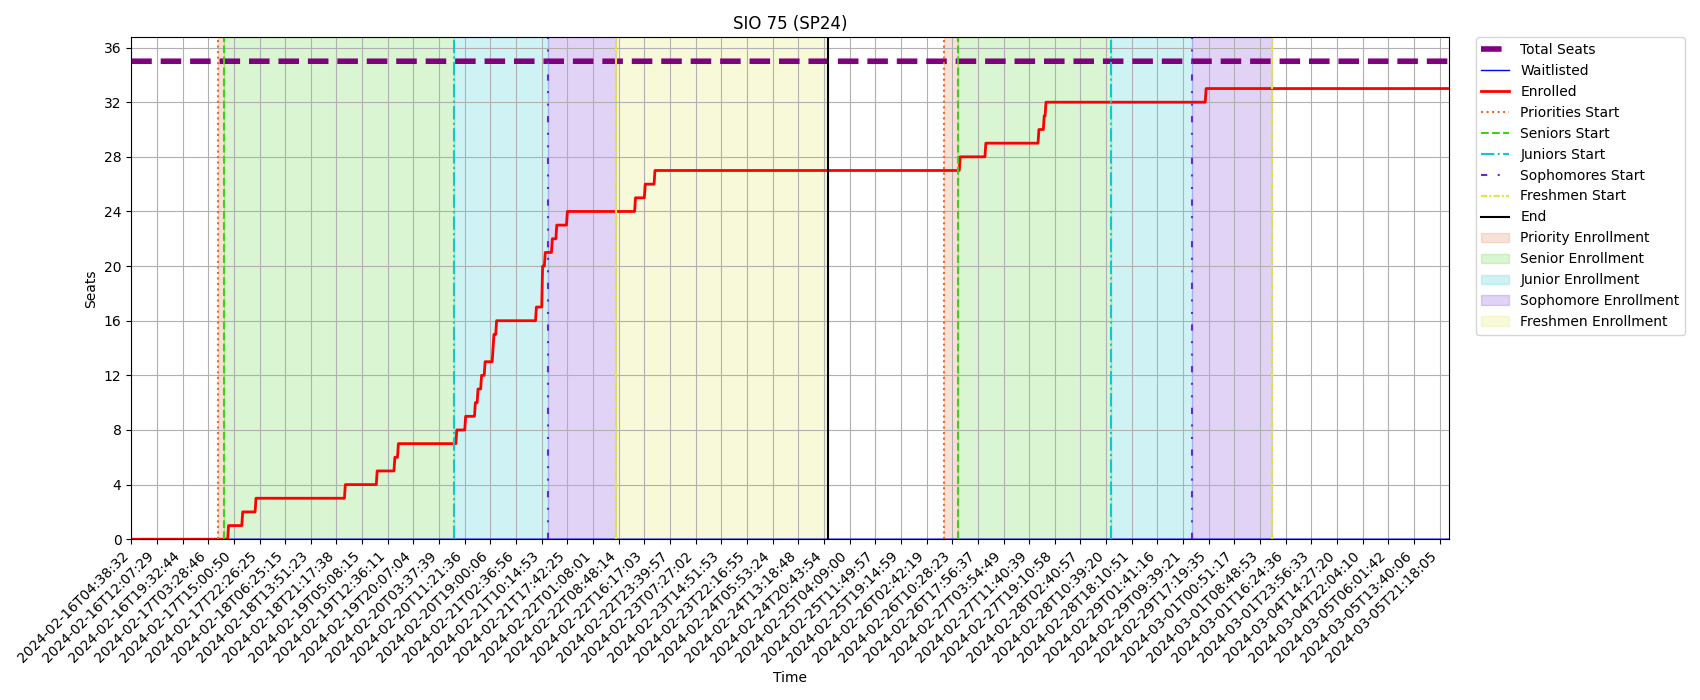 SIO 75 (SP24)
36
32
28
24
20
16
12
8
4
0
Seats
2024-02-16T04:38:32
2024-02-16T12:07:29
2024-02-16T19:32:44
2024-02-17T03:28:46
2024-02-17T15:00:50
2024-02-17T22:26:25
2024-02-18T06:25:15
2024-02-18T13:51:23
2024-02-18T21:17:38
2024-02-19T05:08:15
2024-02-19T12:36:11
2024-02-19T20:07:04
2024-02-20T03:37:39
2024-02-20T11:21:36
2024-02-20T19:00:06
2024-02-21T02:36:56
2024-02-21T10:14:53
2024-02-21T17:42:25
2024-02-22T01:08:01
2024-02-22T08:48:14
2024-02-22T16:17:03
2024-02-22T23:39:57
2024-02-23T07:27:02
2024-02-23T14:51:53
2024-02-23T22:16:55
2024-02-24T05:53:24
2024-02-24T13:18:48
2024-02-24T20:43:54
2024-02-25T04:09:00
2024-02-25T11:49:57
2024-02-25T19:14:59
2024-02-26T02:42:19
2024-02-26T10:28:23
2024-02-26T17:56:37
2024-02-27T03:54:49
2024-02-27T11:40:39
2024-02-27T19:10:58
2024-02-28T02:40:57
2024-02-28T10:39:20
2024-02-28T18:10:51
2024-02-29T01:41:16
2024-02-29T09:39:21
2024-02-29T17:19:35
2024-03-01T00:51:17
2024-03-01T08:48:53
2024-03-01T16:24:36
2024-03-01T23:56:33
2024-03-04T14:27:20
2024-03-04T22:04:10
2024-03-05T06:01:42
2024-03-05T13:40:06
2024-03-05T21:18:05
Time
Total Seats
Waitlisted
Enrolled
Priorities Start
Seniors Start
Juniors Start
Sophomores Start
Freshmen Start
End
Priority Enrollment
Senior Enrollment
Junior Enrollment
Sophomore Enrollment
Freshmen Enrollment